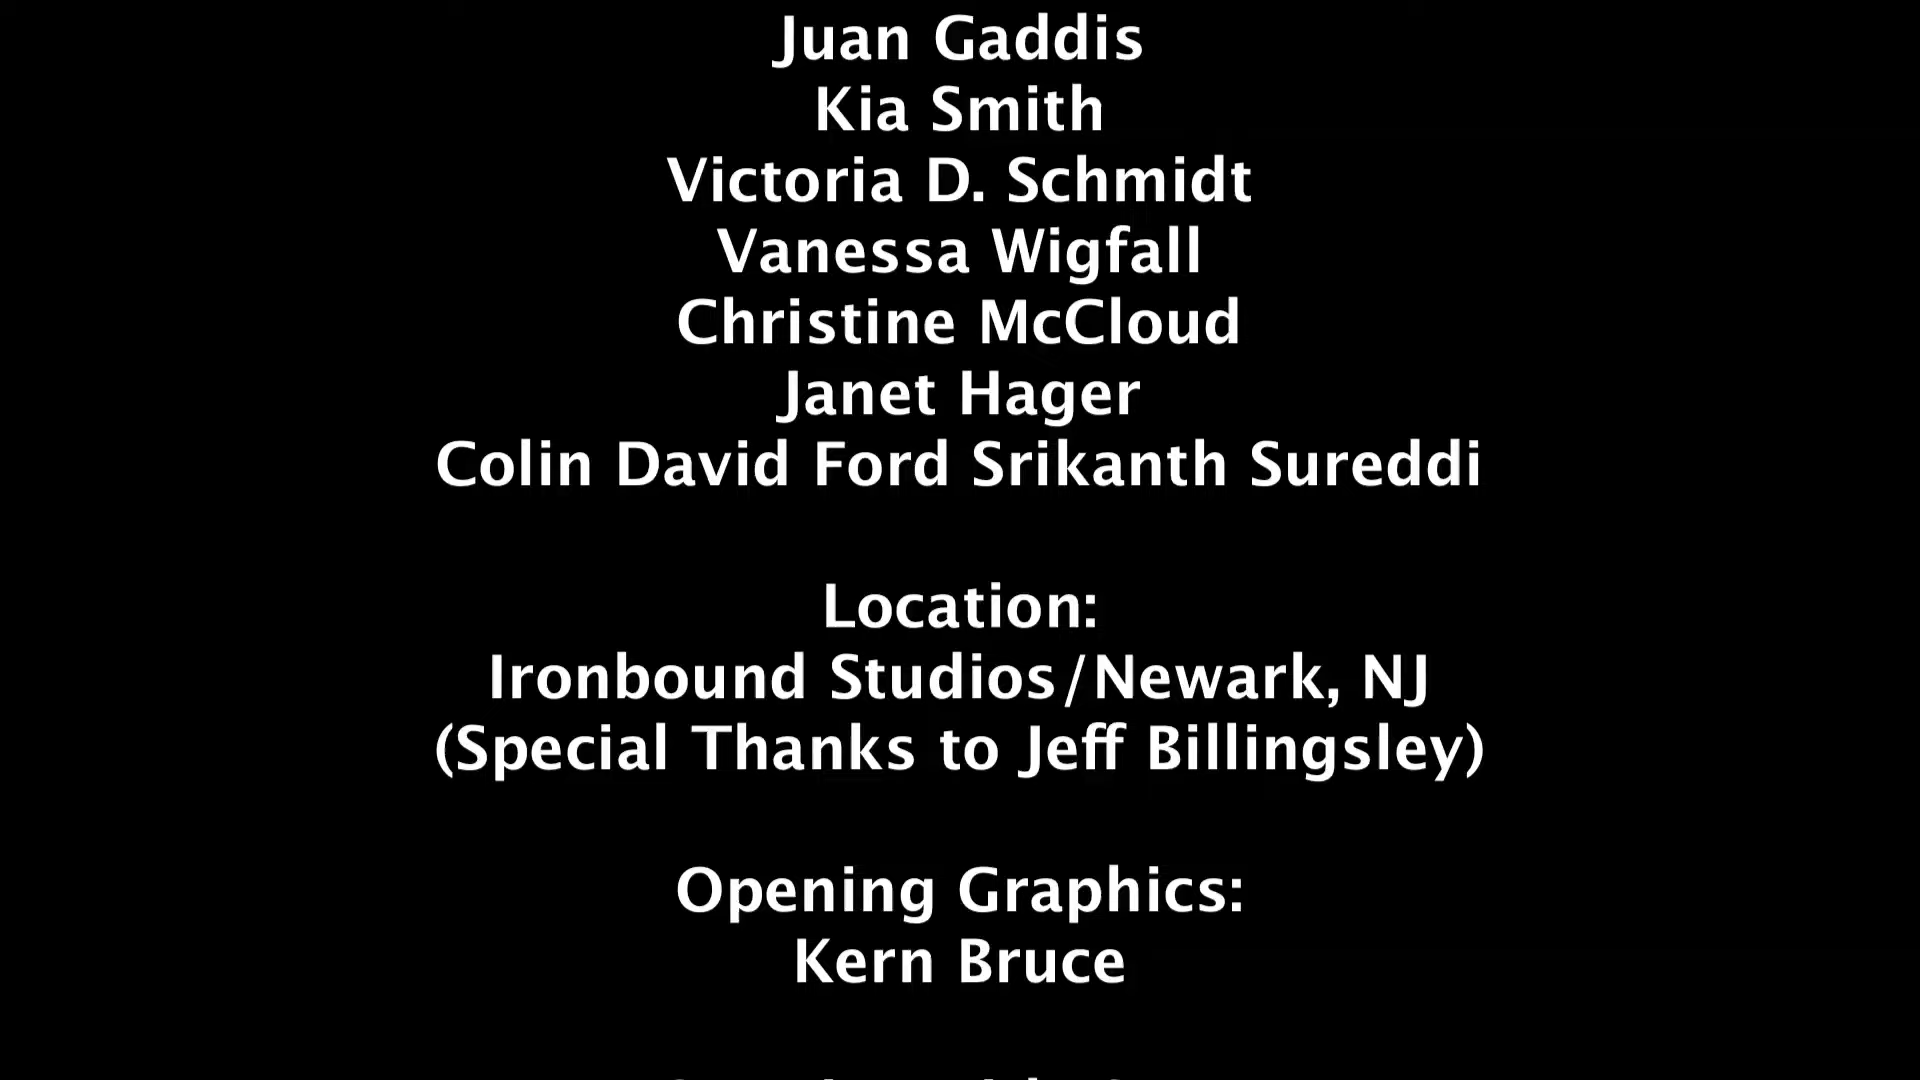 Juan Gaddis
Kia Smith
Victoria D. Schmidt
Vanessa Wigfall
Christine McCloud
Janet Hager
Colin David Ford Srikanth Sureddi
Location:
Ironbound Studios/Newark, NJ
(Special Thanks to Jeff Billingsley)
Opening Graphics:
Kern Bruce